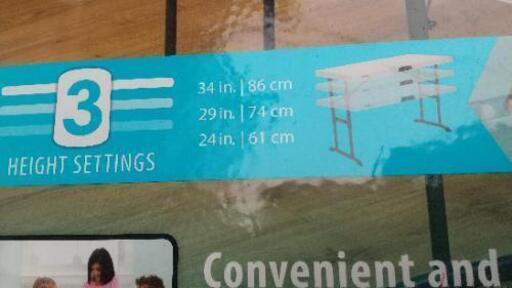 3
HEIGHT SETTINGS
34 in. | 86 cm
29 in. | 74 cm
24 in. | 61 cm
Convenient and